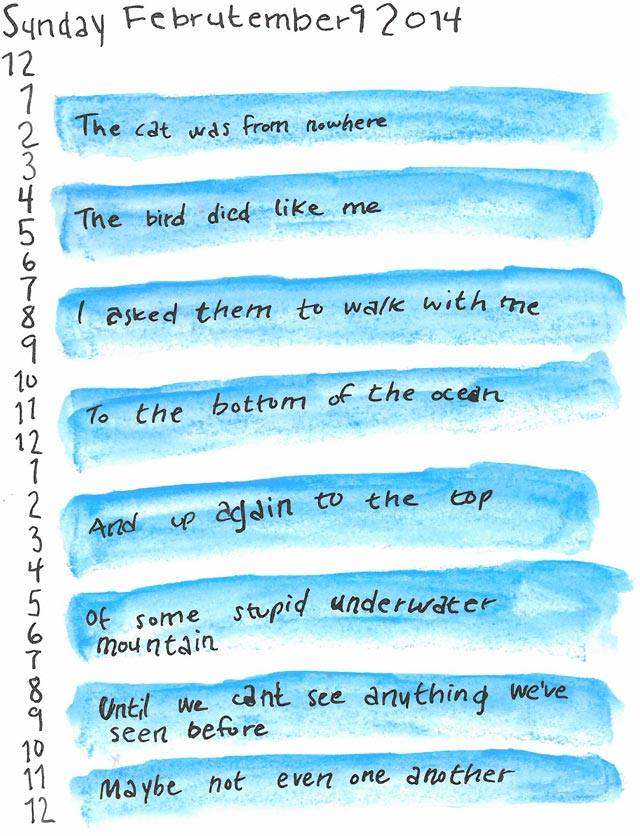 Sunday Februtember 9 2014
12
1
The cat was from nowhere
2
3
4
The bird died like me
5
6
7
8
I asked them to walk with me
9
10
11
To the bottom of the ocean
12
1
2
And up again to the top
3
4
5
Of some stupid underwater
6
mountain
7
8
Until we cant see anything we've
9
seen before
10
11
Maybe not even one another
12